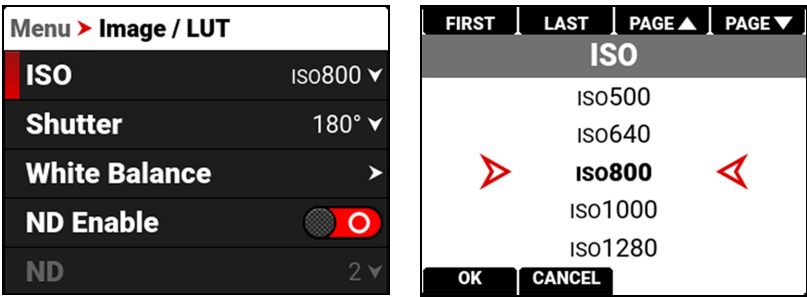 Menu > Image / LUT
ISO ISO800
Shutter 180°
White Balance >
ND Enable
ND 2
FIRST LAST PAGE▲ PAGE▼
ISO
ISO500
ISO640
ISO800
ISO1000
ISO1280
OK CANCEL